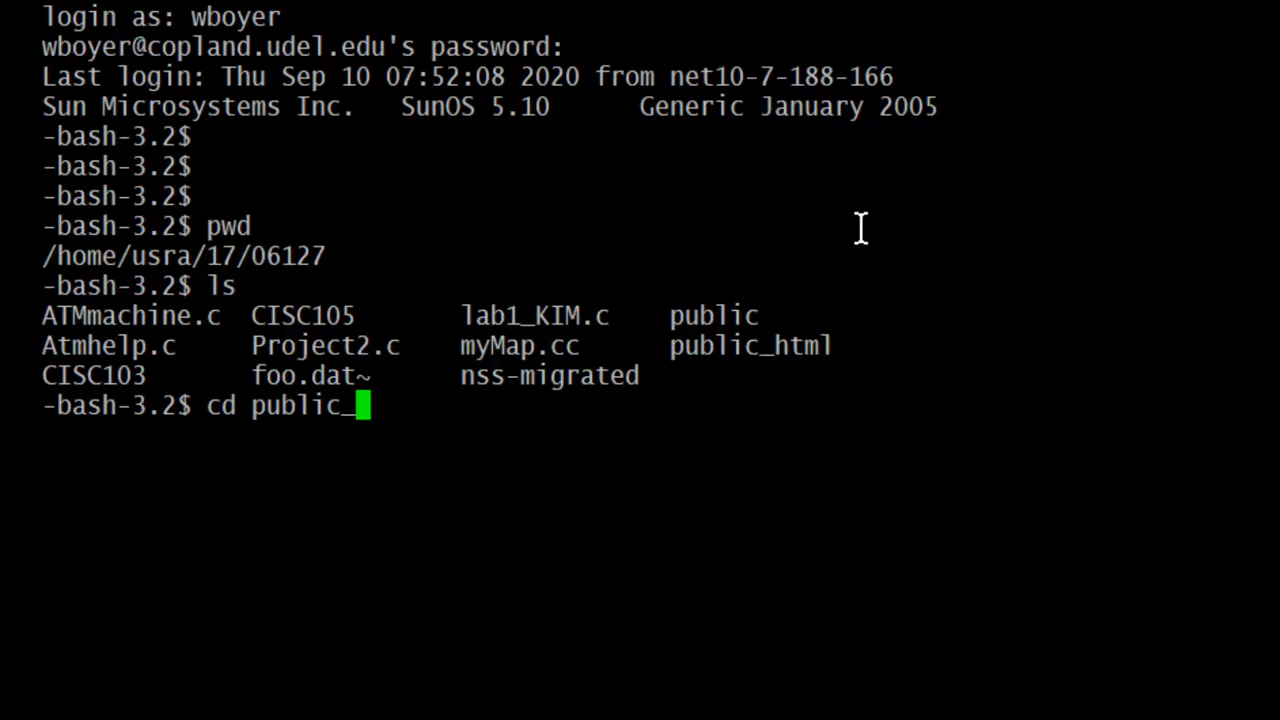 login as: wboyer
wboyer@copland.udel.edu's password:
Last login: Thu Sep 10 07:52:08 2020 from net10-7-188-166
Sun Microsystems Inc.   SunOS 5.10      Generic January 2005
-bash-3.2$
-bash-3.2$
-bash-3.2$
-bash-3.2$ pwd
/home/usra/17/06127
-bash-3.2$ ls
ATMmachine.c  CISC105       lab1_KIM.c    public
Atmhelp.c     Project2.c    myMap.cc      public_html
CISC103       foo.dat~      nss-migrated
-bash-3.2$ cd public_